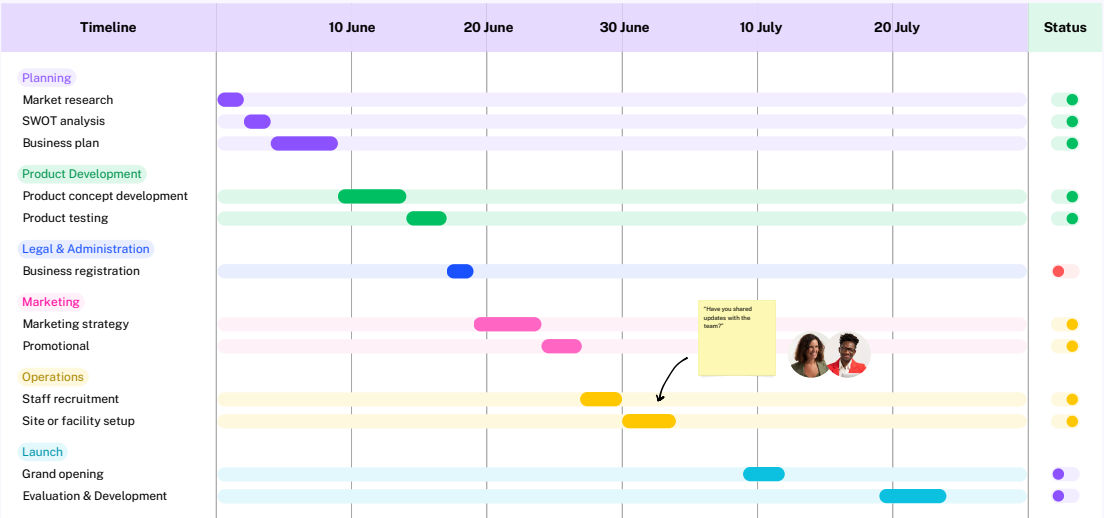 Timeline
10 June
20 June
30 June
10 July
20 July
Status
Planning
Market research
SWOT analysis
Business plan
Product Development
Product concept development
Product testing
Legal & Administration
Business registration
Marketing
Marketing strategy
Promotional
"Have you shared
updates with the
team?"
Operations
Staff recruitment
Site or facility setup
Launch
Grand opening
Evaluation & Development